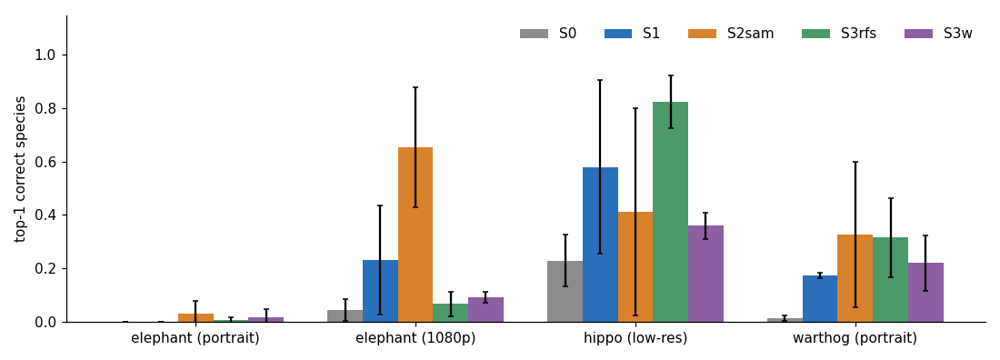 S0 S1 S2sam S3rfs S3w
top-1 correct species
1.0
0.8
0.6
0.4
0.2
0.0
elephant (portrait) elephant (1080p) hippo (low-res) warthog (portrait)